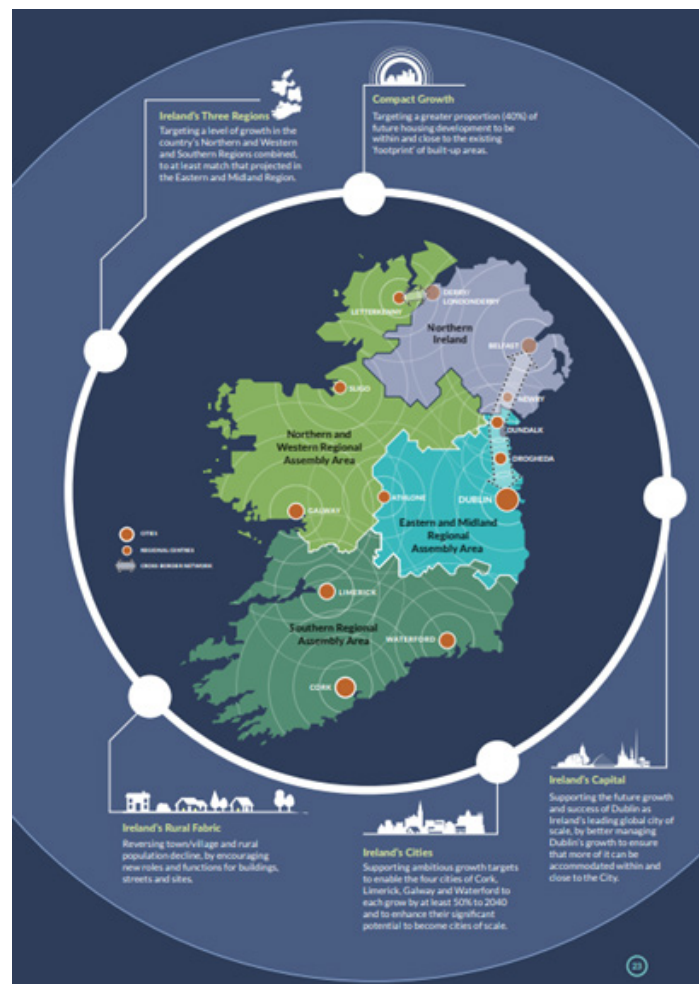 Ireland's Three Regions
Targeting a level of growth in the
country's Northern and Western
and Southern Regions combined,
to at least match that projected in
the Eastern and Midland Region.
Compact Growth
Targeting a greater proportion (40%) of
future housing development to be
within and close to the existing
'footprint' of built-up areas.
DERRY/
LONDONDERRY
LETTERKENNY
Northern
Ireland
BELFAST
SLIGO
NEWRY
DUNDALK
Northern and
Western Regional
Assembly Area
DROGHEDA
ATHLONE
DUBLIN
GALWAY
Eastern and Midland
Regional
Assembly Area
CITIES
REGIONAL CENTRES
CROSS BORDER NETWORK
LIMERICK
Southern Regional
Assembly Area
WATERFORD
CORK
Ireland's Rural Fabric
Reversing town/village and rural
population decline, by encouraging
new roles and functions for buildings,
streets and sites.
Ireland's Cities
Supporting ambitious growth targets
to enable the four cities of Cork,
Limerick, Galway and Waterford to
each grow by at least 50% to 2040
and to enhance their significant
potential to become cities of scale.
Ireland's Capital
Supporting the future growth
and success of Dublin as
Ireland's leading global city of
scale, by better managing
Dublin's growth to ensure
that more of it can be
accommodated within and
close to the City.
23